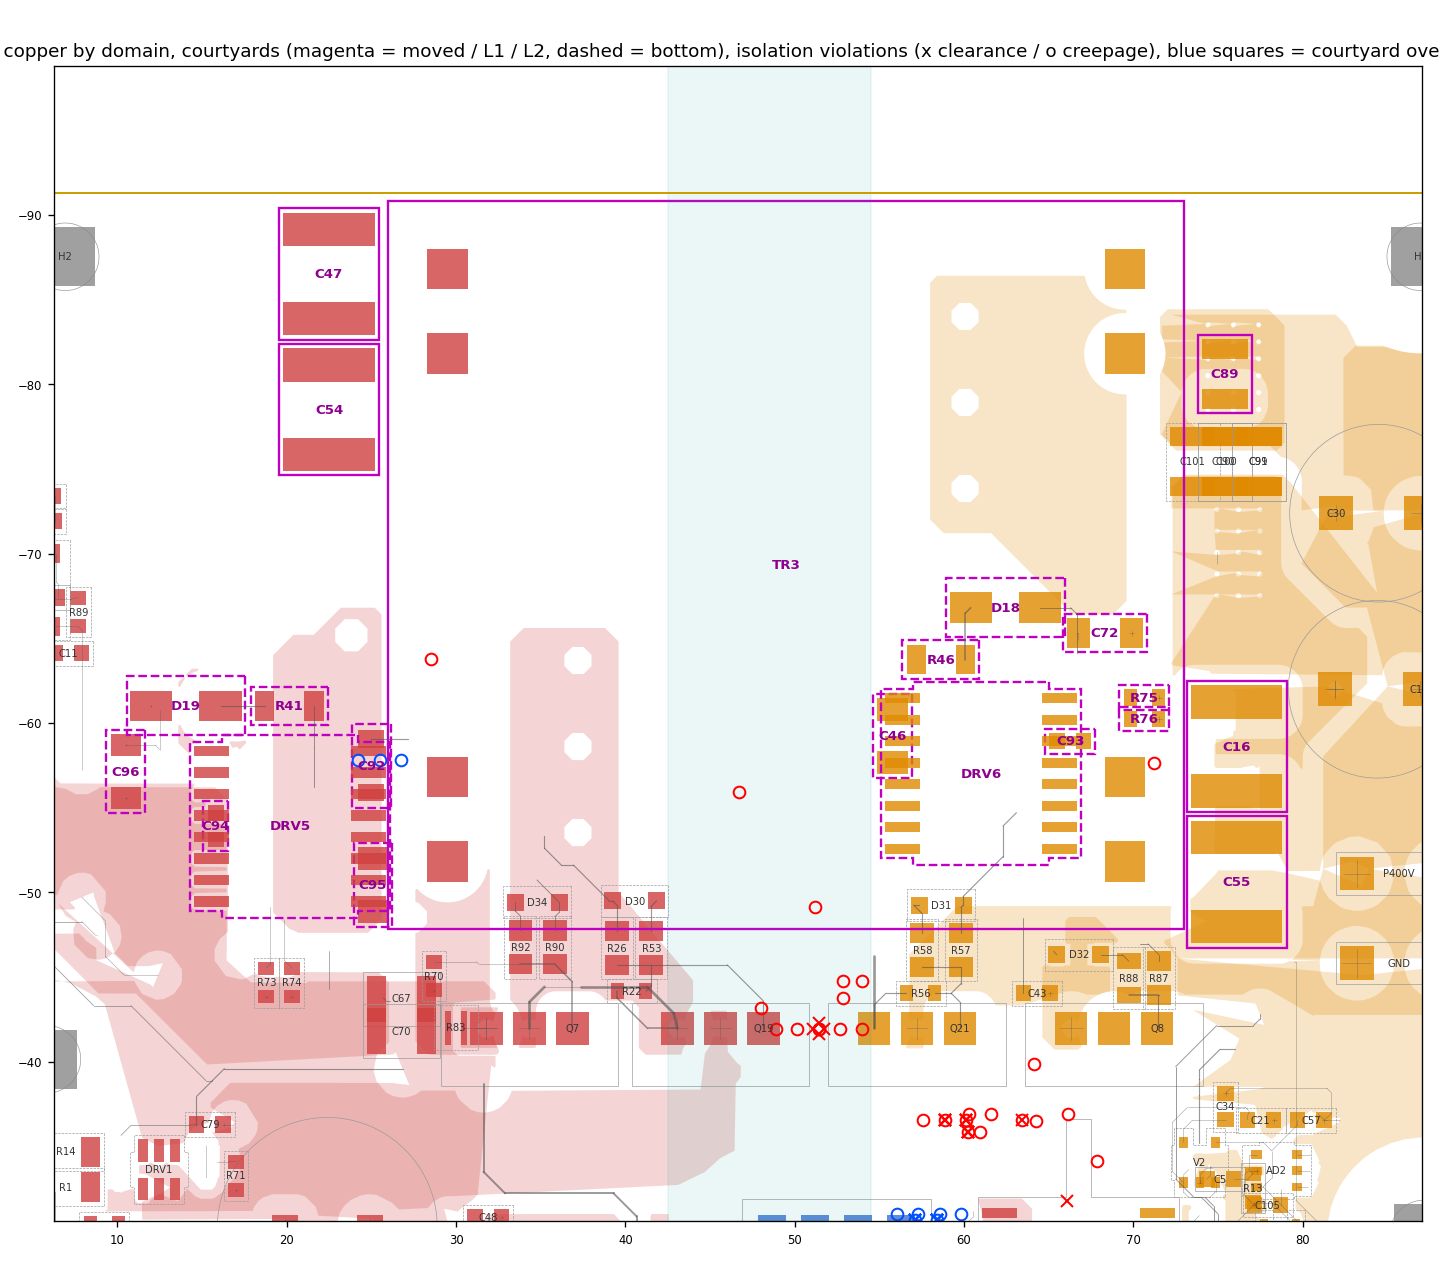 copper by domain, courtyards (magenta = moved / L1 / L2, dashed = bottom), isolation violations (x clearance / o creepage), blue squares = courtyard ove
−90
H2
H
C47
C89
−80
C54
C101
C100
C99
C30
−70
TR3
R89
D18
C72
C11
R46
D19
R41
R75
C1
R76
−60
C46
C93
C16
C92
C96
DRV6
C94
DRV5
P400V
C95
C55
−50
D34
D30
D31
R92
R90
R26
R53
R58
R57
D32
GND
R70
R73
R74
R88
R87
C67
R22
R56
C43
C70
R83
Q7
Q19
Q21
Q8
−40
C34
C79
C21
C57
R14
DRV1
V2
AD2
R71
C5
R1
R13
C105
C48
10
20
30
40
50
60
70
80